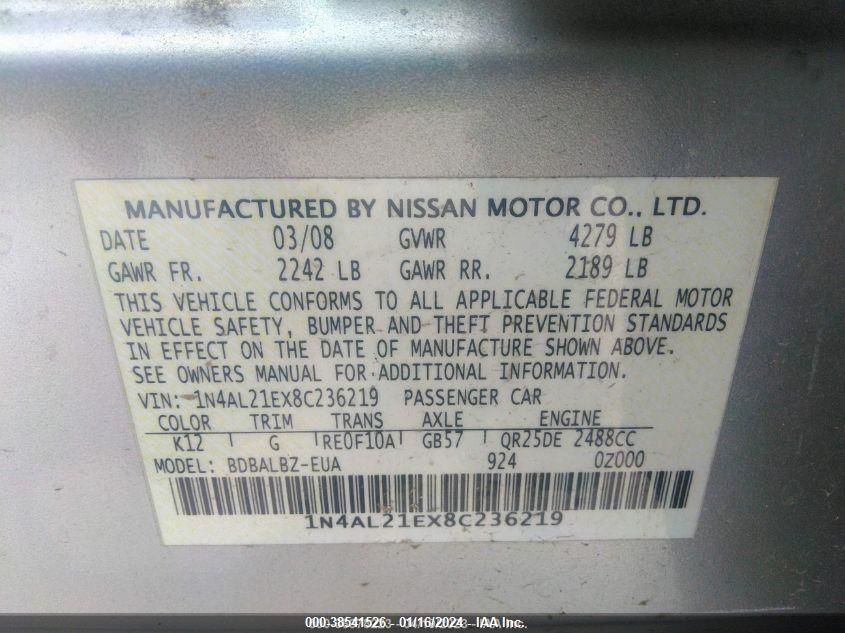 MANUFACTURED BY NISSAN MOTOR CO., LTD.
DATE 03/08 GVWR 4279 LB
GAWR FR. 2242 LB GAWR RR. 2189 LB
THIS VEHICLE CONFORMS TO ALL APPLICABLE FEDERAL MOTOR
VEHICLE SAFETY, BUMPER AND THEFT PREVENTION STANDARDS
IN EFFECT ON THE DATE OF MANUFACTURE SHOWN ABOVE.
SEE OWNERS MANUAL FOR ADDITIONAL INFORMATION.
VIN: 1N4AL21EX8C236219 PASSENGER CAR
COLOR TRIM TRANS AXLE ENGINE
K12 G RE0F10A GB57 QR25DE 2488CC
MODEL: BDBALBZ-EUA 924 0Z000
1N4AL21EX8C236219
000-38541526 - 01/16/2024 - IAA Inc.